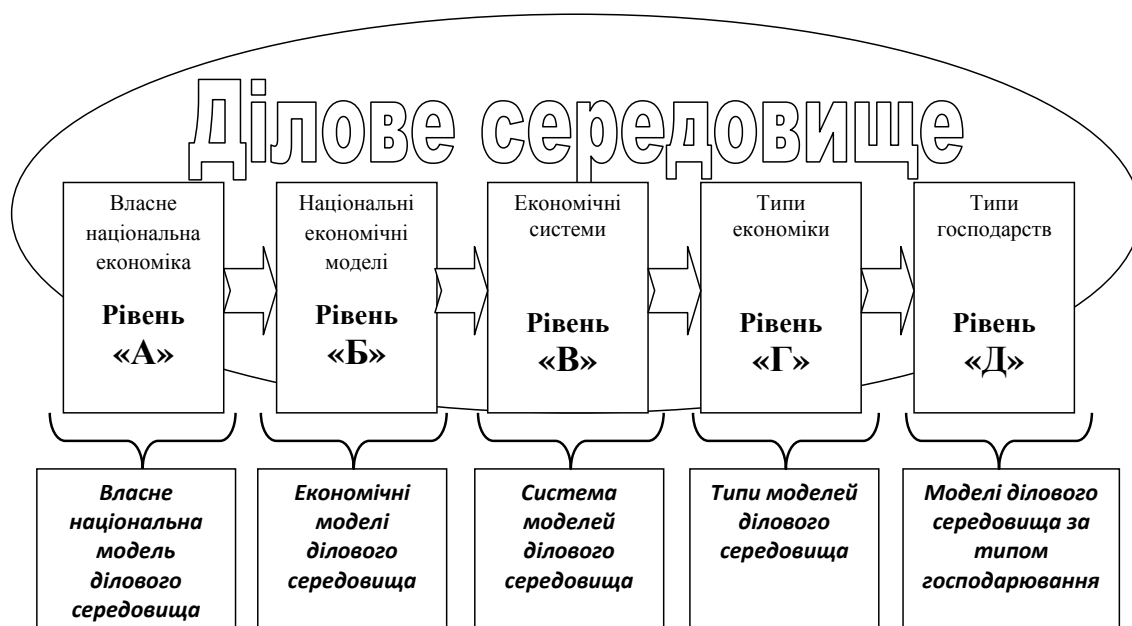 Ділове середовище
Власне
національна
економіка
Рівень
«А»
Національні
економічні
моделі
Рівень
«Б»
Економічні
системи
Рівень
«В»
Типи
економіки
Рівень
«Г»
Типи
господарств
Рівень
«Д»
Власне
національна
модель
ділового
середовища
Економічні
моделі
ділового
середовища
Система
моделей
ділового
середовища
Типи моделей
ділового
середовища
Моделі ділового
середовища за
типом
господарювання